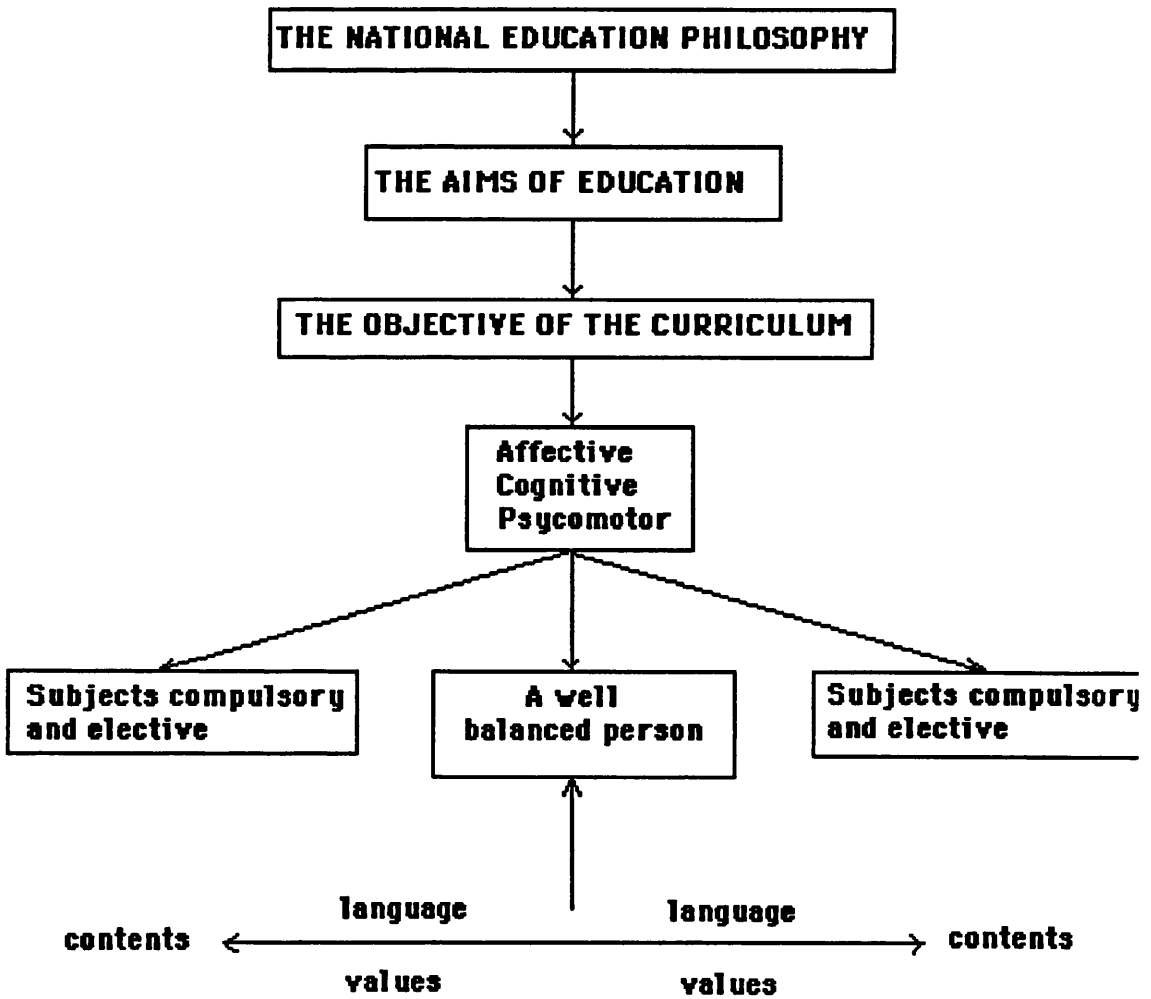 THE NATIONAL EDUCATION PHILOSOPHY
THE AIMS OF EDUCATION
THE OBJECTIVE OF THE CURRICULUM
Affective
Cognitive
Psycomotor
Subjects compulsory
and elective
A well
balanced person
Subjects compulsory
and elective
language
language
contents
contents
values
values